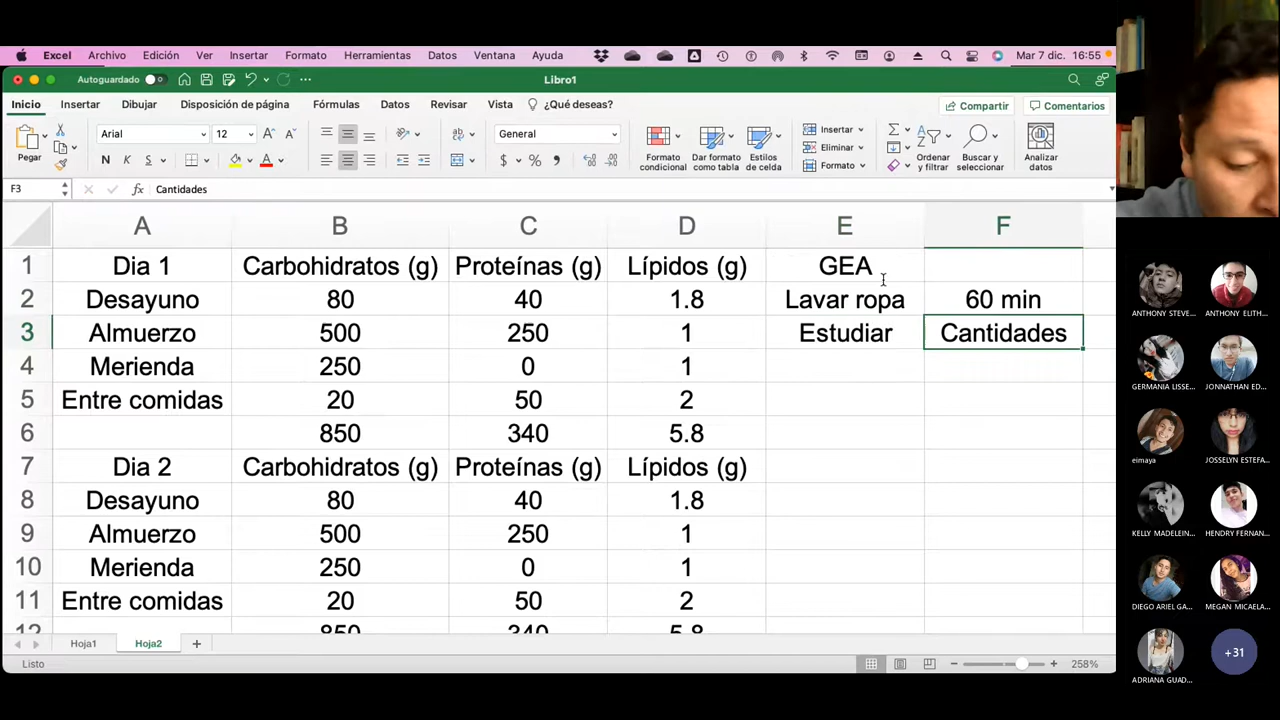 Excel Archivo Edición Ver Insertar Formato Herramientas Datos Ventana Ayuda Mar 7 dic. 16:55
Autoguardado Libro1
Inicio Insertar Dibujar Disposición de página Fórmulas Datos Revisar Vista ¿Qué deseas? Compartir Comentarios
Pegar
Arial 12
N K S
General
$ % 
Formato condicional
Dar formato como tabla
Estilos de celda
Insertar
Eliminar
Formato
Ordenar y filtrar
Buscar y seleccionar
Analizar datos
F3 fx Cantidades
A B C D E F
1 Dia 1 Carbohidratos (g) Proteínas (g) Lípidos (g) GEA
2 Desayuno 80 40 1.8 Lavar ropa 60 min
3 Almuerzo 500 250 1 Estudiar Cantidades
4 Merienda 250 0 1
5 Entre comidas 20 50 2
6 850 340 5.8
7 Dia 2 Carbohidratos (g) Proteínas (g) Lípidos (g)
8 Desayuno 80 40 1.8
9 Almuerzo 500 250 1
10 Merienda 250 0 1
11 Entre comidas 20 50 2
12 850 340 5.8
Hoja1 Hoja2 +
Listo 258%
ANTHONY STEVE... ANTHONY ELITH...
GERMANIA LISSE... JONNATHAN ED...
eimaya JOSSELYN ESTEFA...
KELLY MADELEIN... HENDRY FERNAN...
DIEGO ARIEL GA... MEGAN MICAELA...
+31
ADRIANA GUAD...